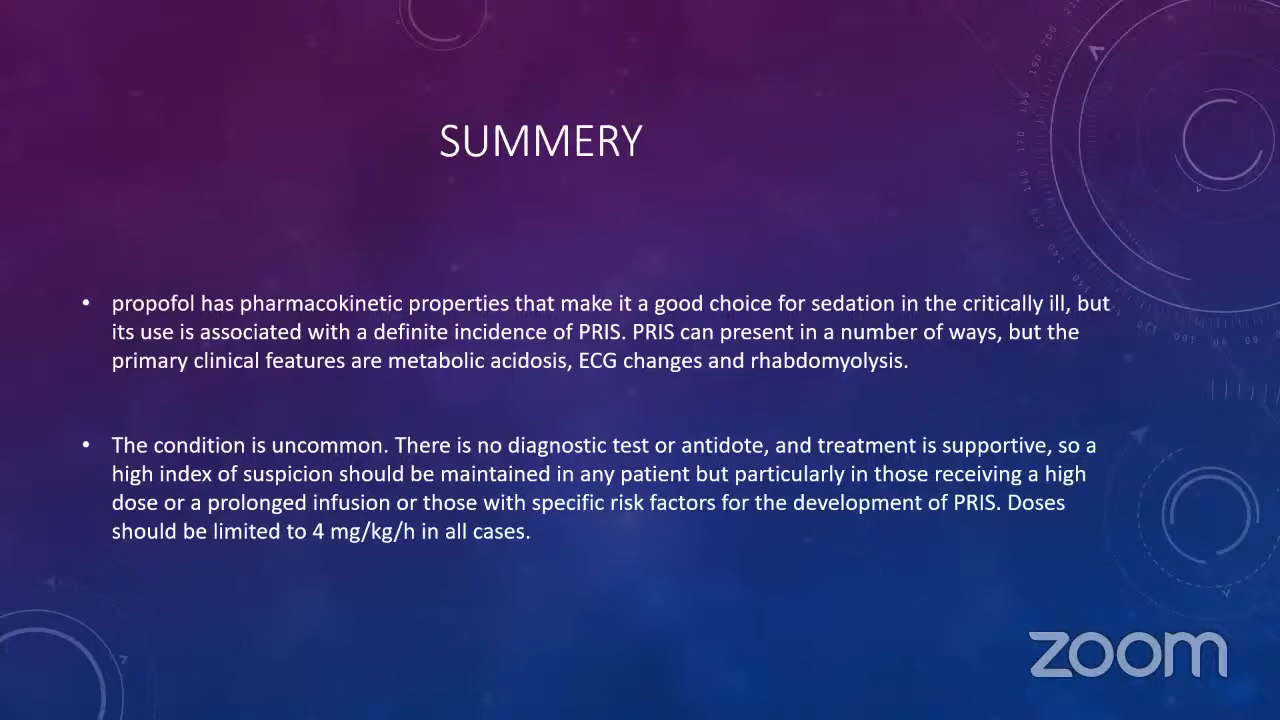 SUMMERY
• propofol has pharmacokinetic properties that make it a good choice for sedation in the critically ill, but
its use is associated with a definite incidence of PRIS. PRIS can present in a number of ways, but the
primary clinical features are metabolic acidosis, ECG changes and rhabdomyolysis.
• The condition is uncommon. There is no diagnostic test or antidote, and treatment is supportive, so a
high index of suspicion should be maintained in any patient but particularly in those receiving a high
dose or a prolonged infusion or those with specific risk factors for the development of PRIS. Doses
should be limited to 4 mg/kg/h in all cases.
zoom